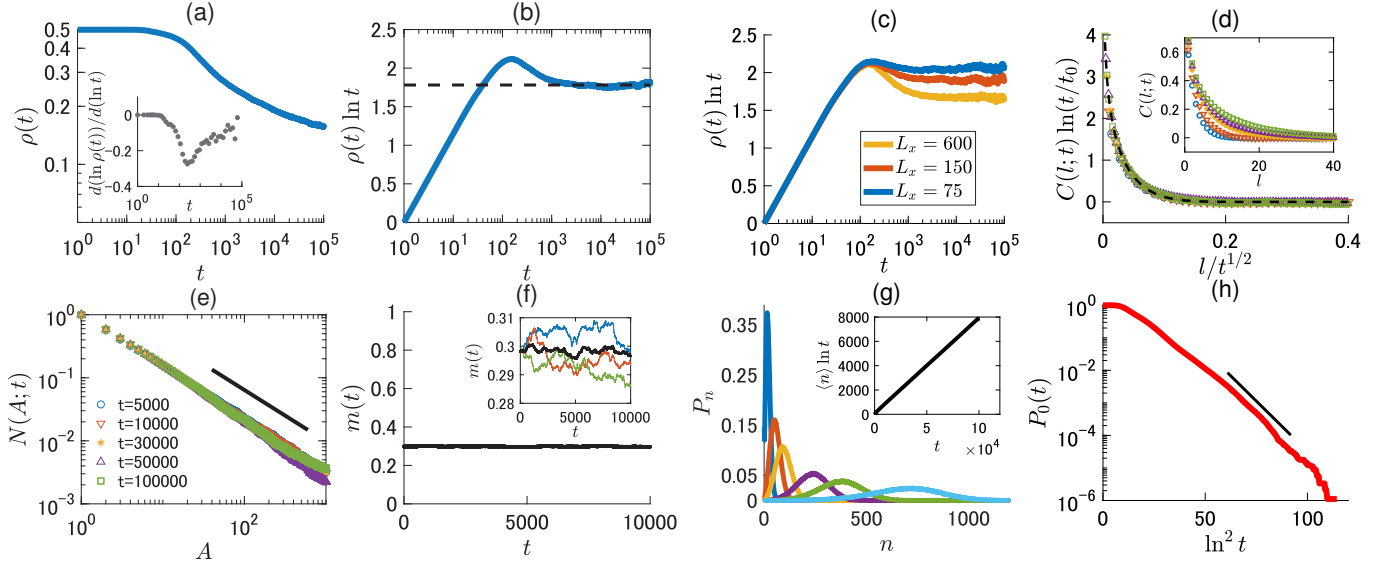 (a)
ρ(t)
0.5
0.4
0.3
0.2
0.1
d(ln ρ(t))/d(ln t)
0
−0.2
−0.4
10^0
t
10^5
10^0 10^1 10^2 10^3 10^4 10^5
t
(b)
ρ(t) ln t
2.5
2
1.5
1
0.5
0
10^0 10^1 10^2 10^3 10^4 10^5
t
(c)
ρ(t) ln t
2.5
2
1.5
1
0.5
0
L_x = 600
L_x = 150
L_x = 75
10^0 10^1 10^2 10^3 10^4 10^5
t
(d)
C(l; t) ln(t/t_0)
4
3
2
1
0
C(l; t)
0.6
0.4
0.2
0.0
0 20 40
l
0 0.2 0.4
l/t^{1/2}
(e)
N(A; t)
10^0
10^{-1}
10^{-2}
10^{-3}
t=5000
t=10000
t=30000
t=50000
t=100000
10^0 10^2
A
(f)
m(t)
1
0.8
0.6
0.4
0.2
0
m(t)
0.31
0.30
0.29
0.28
0 5000 10000
t
0 5000 10000
t
(g)
P_n
0.35
0.25
0.15
0.05
0
⟨n⟩ ln t
8000
6000
4000
2000
0
0 5 10
t
×10^4
0 500 1000
n
(h)
P_0(t)
10^0
10^{-2}
10^{-4}
10^{-6}
0 50 100
ln^2 t